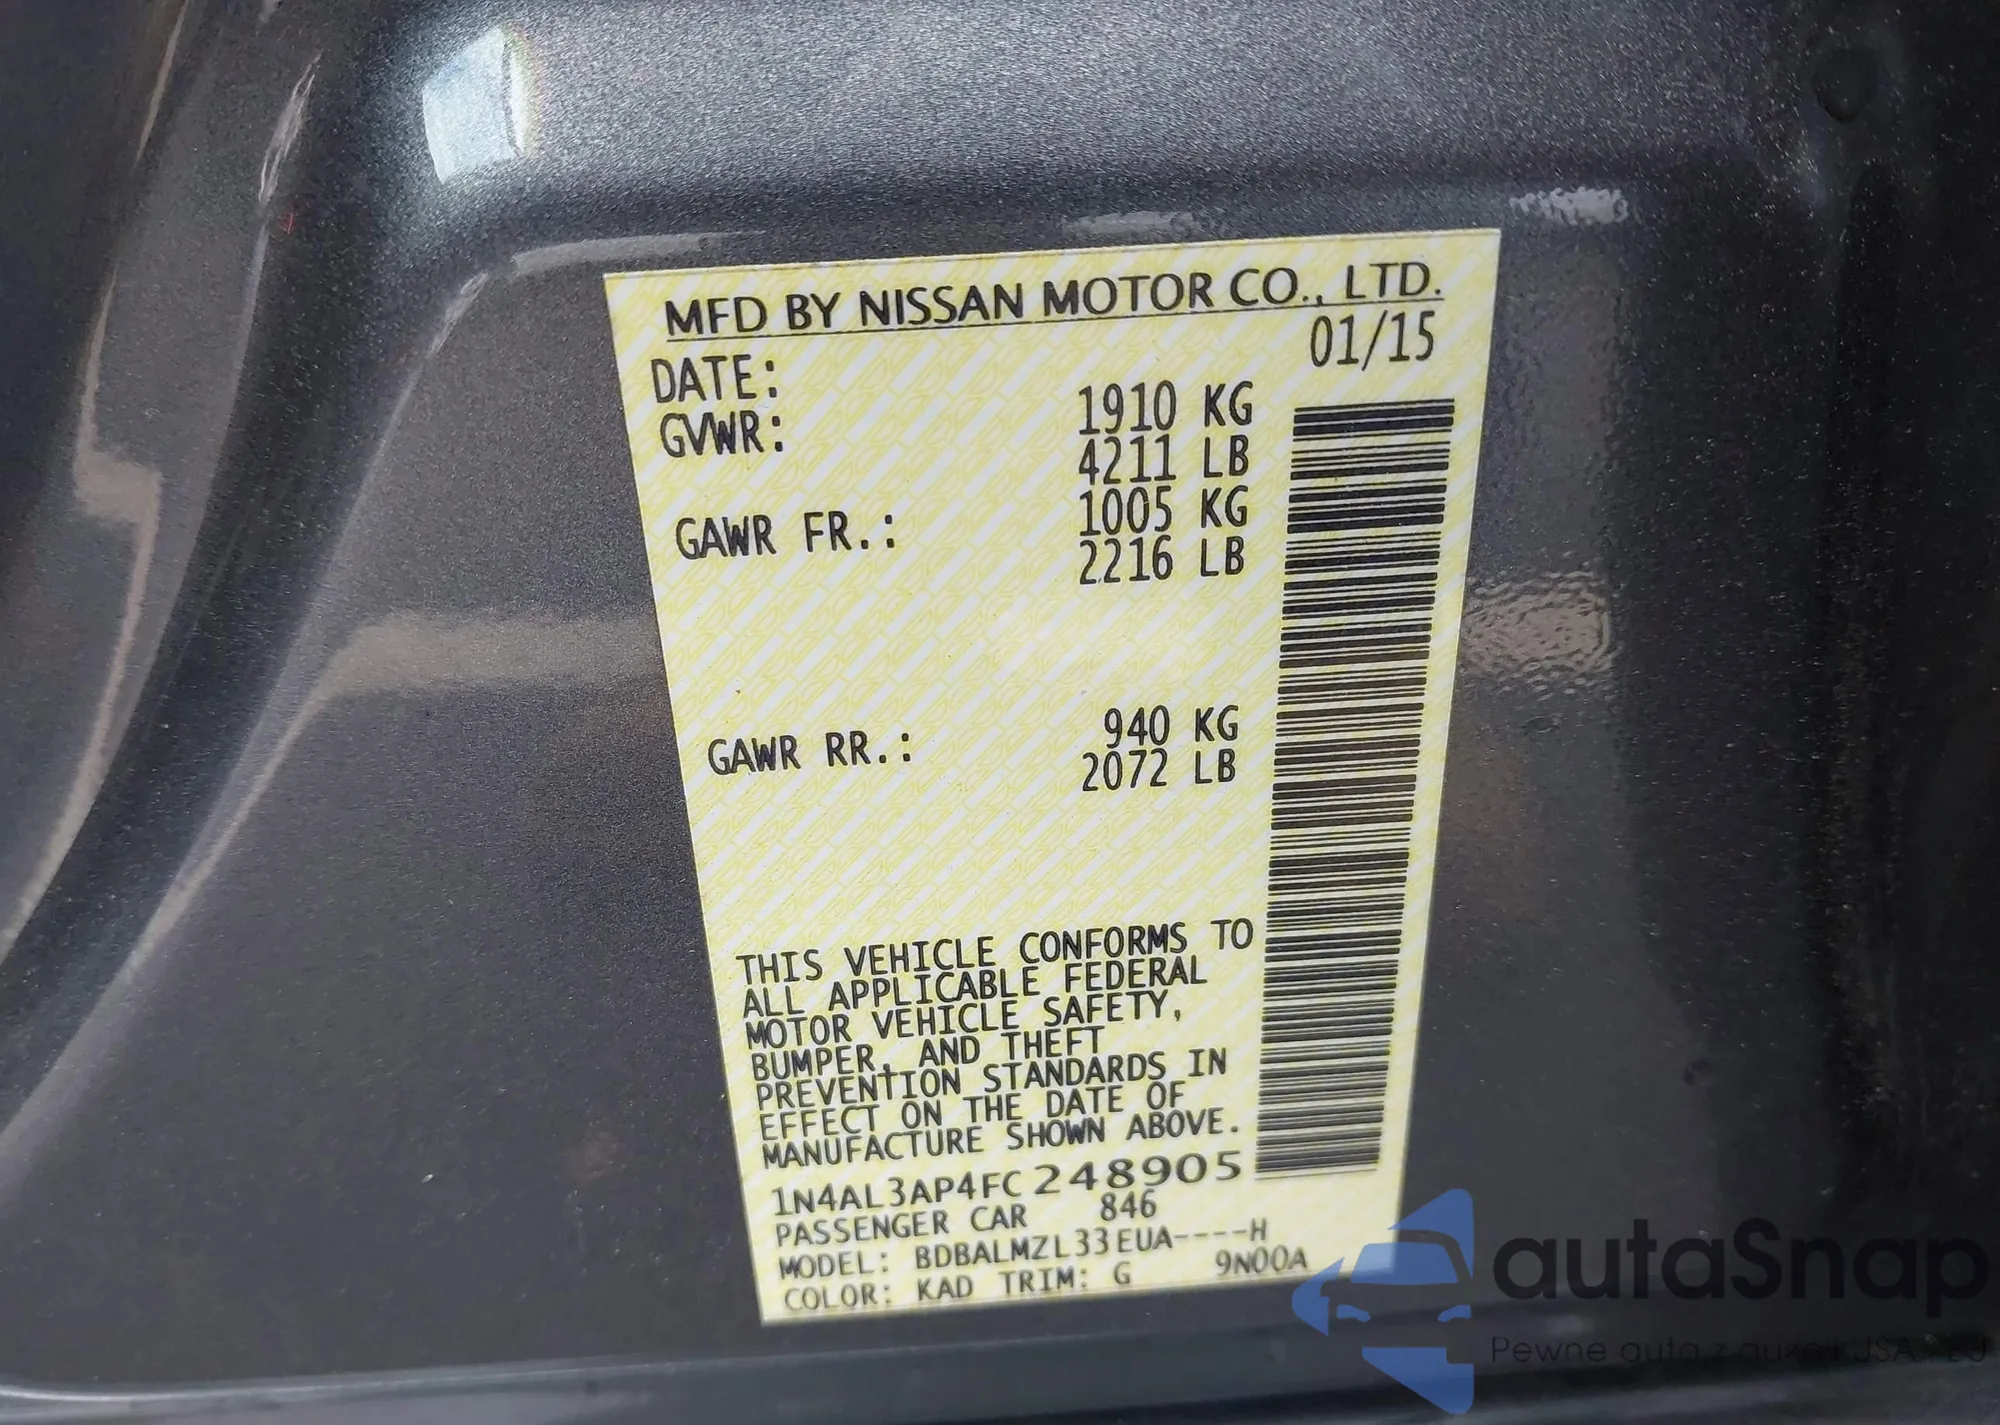 MFD BY NISSAN MOTOR CO., LTD.
DATE: 01/15
GVWR: 1910 KG
4211 LB
GAWR FR.: 1005 KG
2216 LB
GAWR RR.: 940 KG
2072 LB
THIS VEHICLE CONFORMS TO
ALL APPLICABLE FEDERAL
MOTOR VEHICLE SAFETY,
BUMPER, AND THEFT
PREVENTION STANDARDS IN
EFFECT ON THE DATE OF
MANUFACTURE SHOWN ABOVE.
1N4AL3AP4FC248905
PASSENGER CAR 846
MODEL: BDBALMZL33EUA----H
COLOR: KAD TRIM: G 9N00A
autaSnap
Pewne auta z